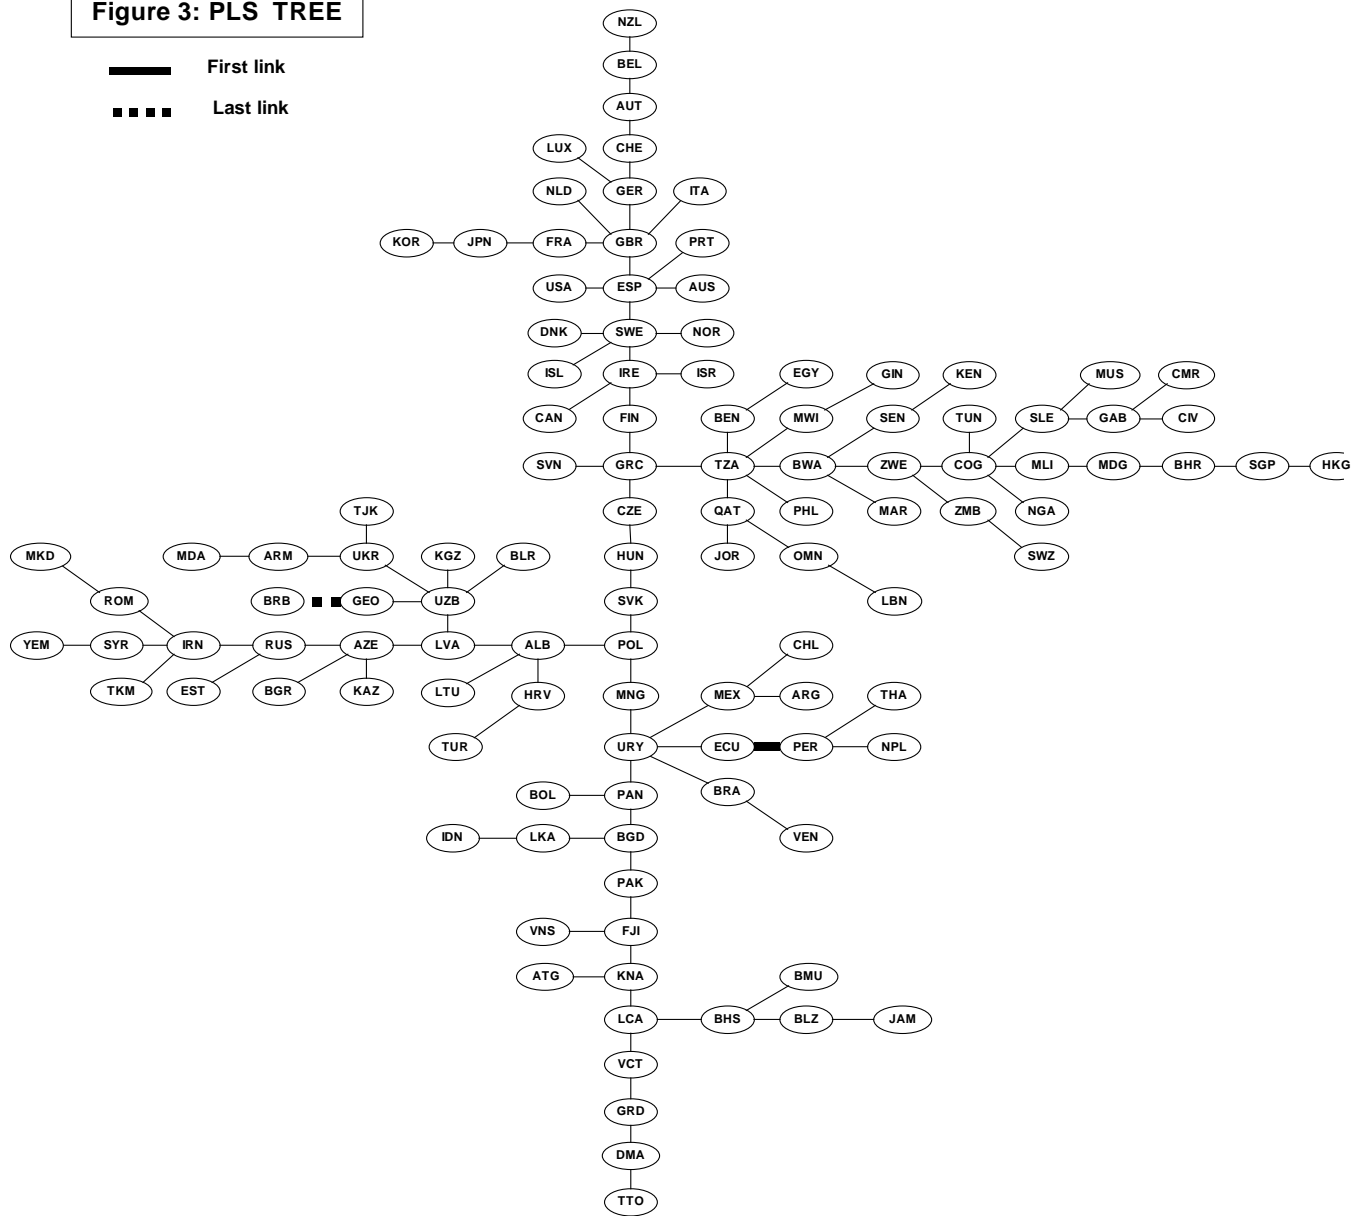 Figure 3: PLS TREE
NZL
First link
BEL
Last link
AUT
LUX CHE
NLD GER ITA
KOR JPN FRA GBR PRT
USA ESP AUS
DNK SWE NOR
ISL IRE ISR EGY GIN KEN MUS CMR
CAN FIN BEN MWI SEN TUN SLE GAB CIV
SVN GRC TZA BWA ZWE COG MLI MDG BHR SGP HKG
TJK CZE QAT PHL MAR ZMB NGA
MKD MDA ARM UKR KGZ BLR HUN JOR OMN SWZ
ROM BRB GEO UZB SVK LBN
YEM SYR IRN RUS AZE LVA ALB POL CHL
TKM EST BGR KAZ LTU HRV MNG MEX ARG THA
TUR URY ECU PER NPL
BOL PAN BRA
IDN LKA BGD VEN
PAK
VNS FJI
ATG KNA BMU
LCA BHS BLZ JAM
VCT
GRD
DMA
TTO